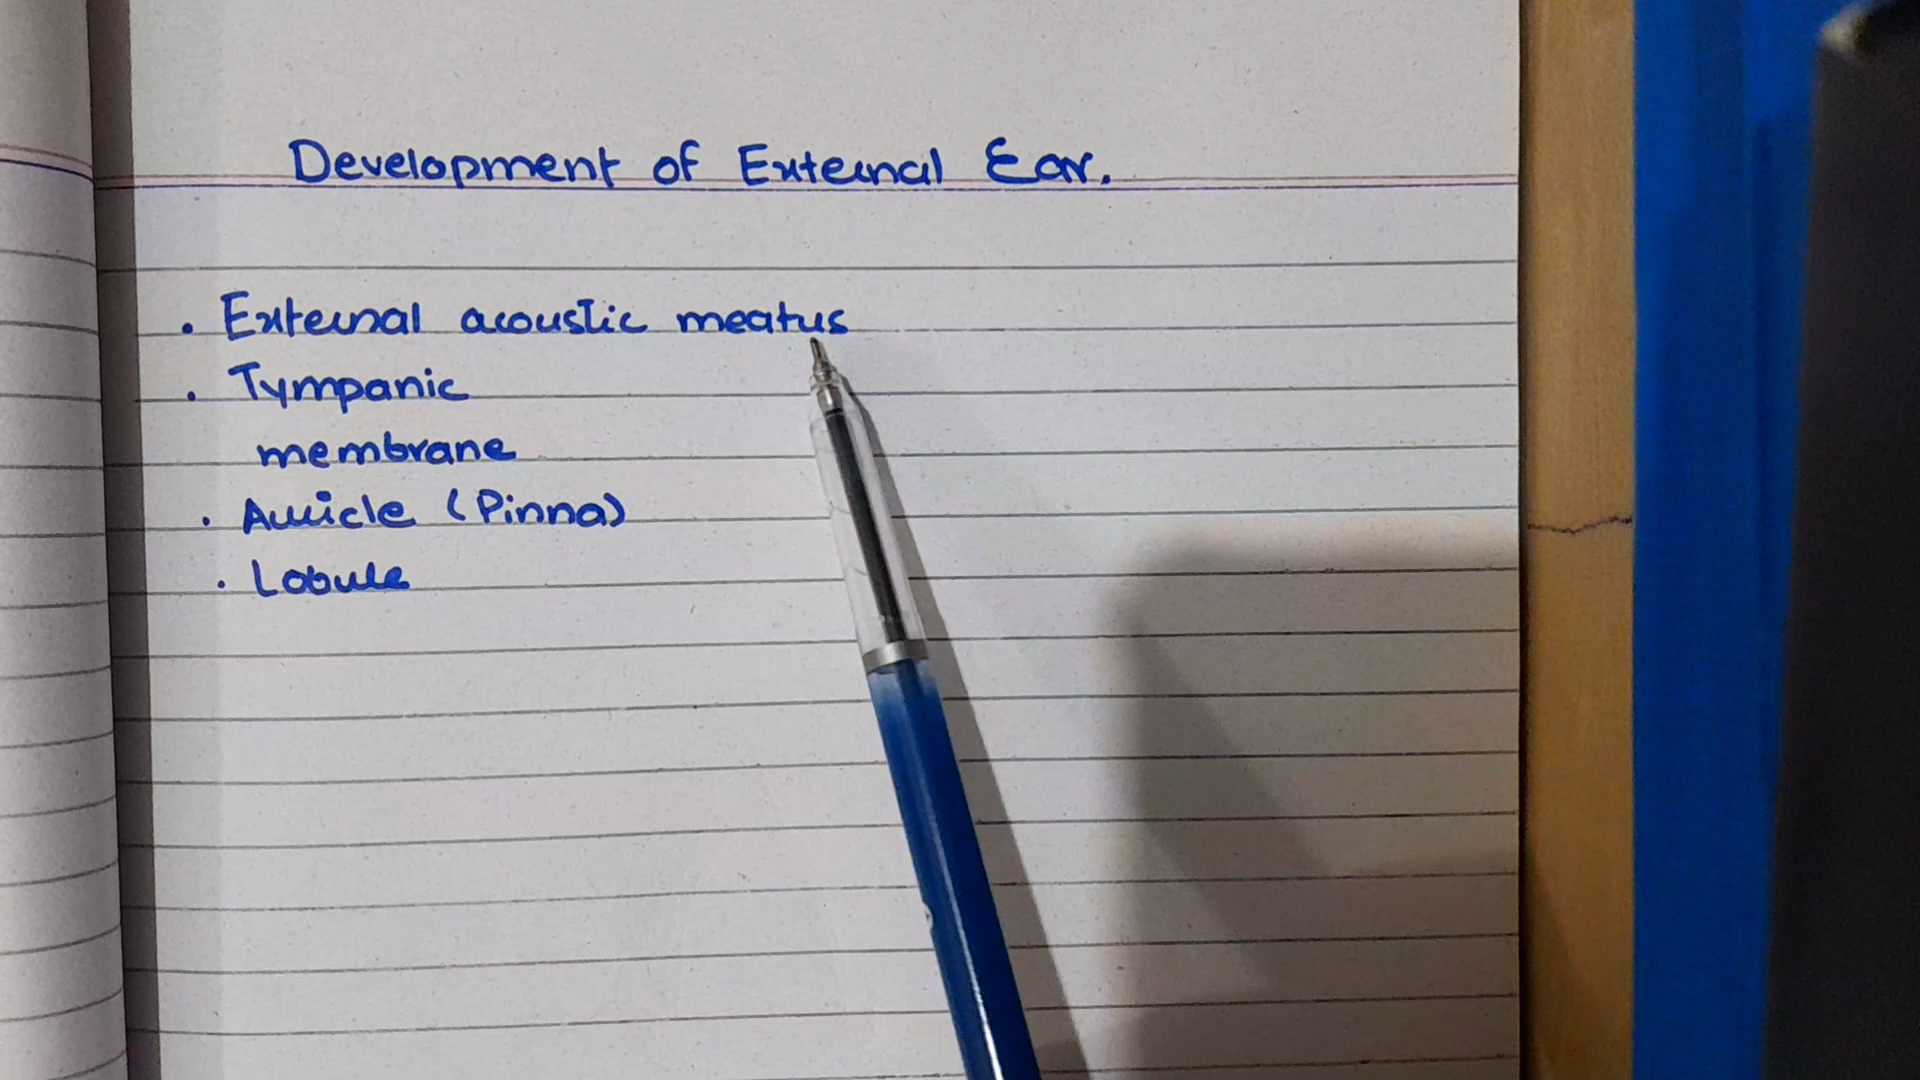 Development of External Ear.
. External acoustic meatus
. Tympanic
membrane
. Auricle (Pinna)
. Lobule